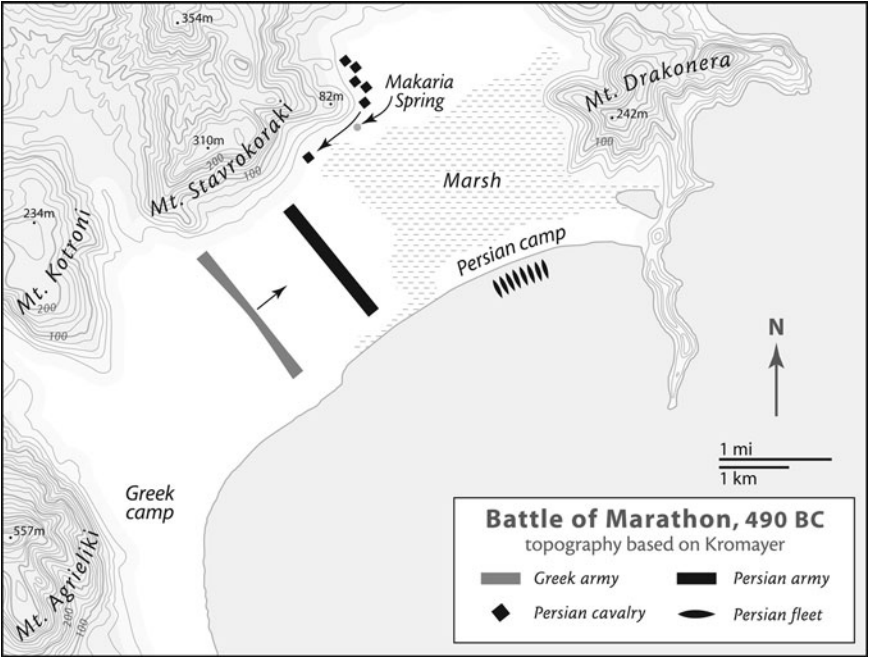 354m
Makaria
Spring
82m
Mt. Drakonera
242m
100
310m
200
100
Mt. Stavrokoraki
Marsh
234m
Mt. Kotroni
200
100
Persian camp
N
1 mi
1 km
Greek
camp
557m
Mt. Agrieliki
200
100
Battle of Marathon, 490 BC
topography based on Kromayer
Greek army
Persian army
Persian cavalry
Persian fleet